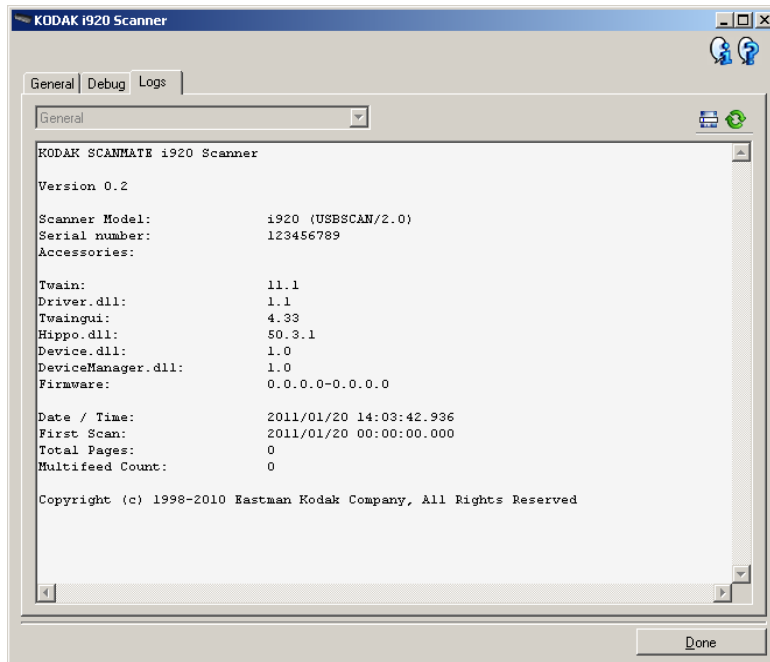 KODAK i920 Scanner
General Debug Logs
General
KODAK SCANMATE i920 Scanner
Version 0.2
Scanner Model: i920 (USBSCAN/2.0)
Serial number: 123456789
Accessories:
Twain: 11.1
Driver.dll: 1.1
Twaingui: 4.33
Hippo.dll: 50.3.1
Device.dll: 1.0
DeviceManager.dll: 1.0
Firmware: 0.0.0.0-0.0.0.0
Date / Time: 2011/01/20 14:03:42.936
First Scan: 2011/01/20 00:00:00.000
Total Pages: 0
Multifeed Count: 0
Copyright (c) 1998-2010 Eastman Kodak Company, All Rights Reserved
Done